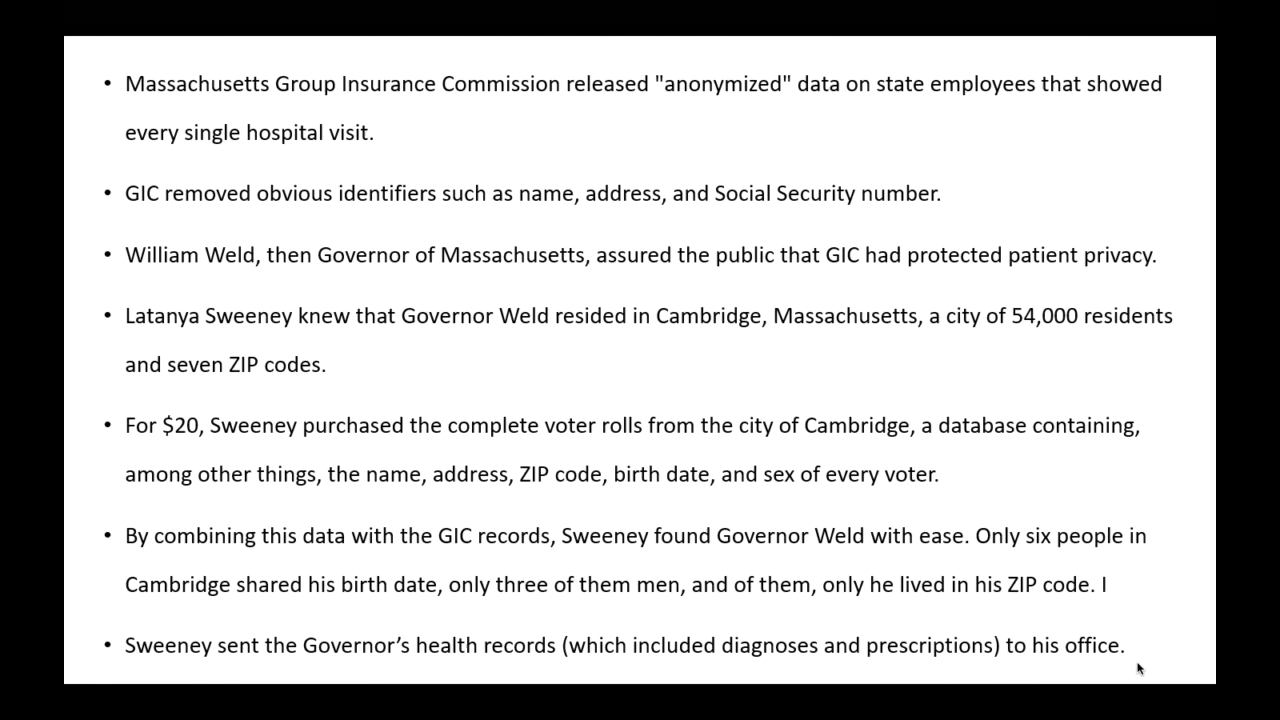 • Massachusetts Group Insurance Commission released "anonymized" data on state employees that showed
every single hospital visit.
• GIC removed obvious identifiers such as name, address, and Social Security number.
• William Weld, then Governor of Massachusetts, assured the public that GIC had protected patient privacy.
• Latanya Sweeney knew that Governor Weld resided in Cambridge, Massachusetts, a city of 54,000 residents
and seven ZIP codes.
• For $20, Sweeney purchased the complete voter rolls from the city of Cambridge, a database containing,
among other things, the name, address, ZIP code, birth date, and sex of every voter.
• By combining this data with the GIC records, Sweeney found Governor Weld with ease. Only six people in
Cambridge shared his birth date, only three of them men, and of them, only he lived in his ZIP code. I
• Sweeney sent the Governor’s health records (which included diagnoses and prescriptions) to his office.